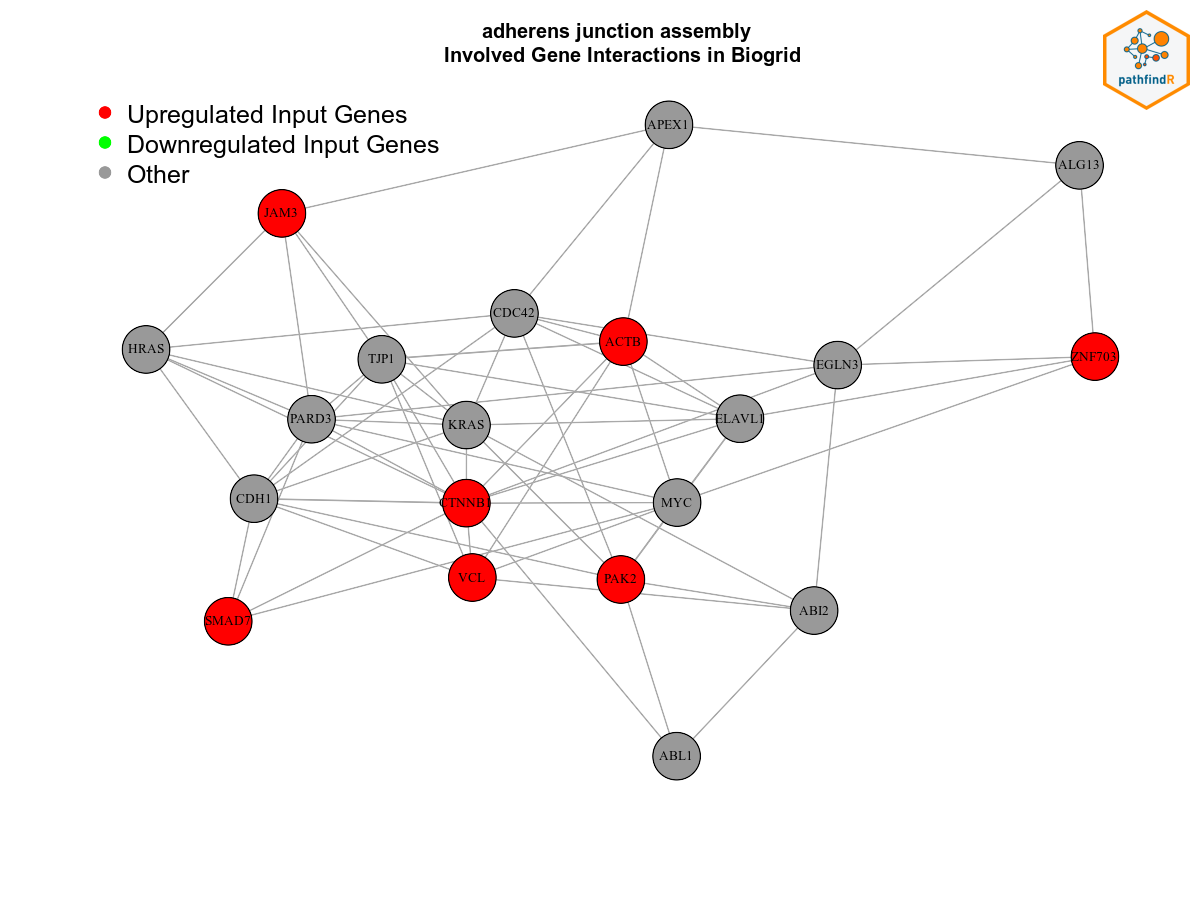 adherens junction assembly
Involved Gene Interactions in Biogrid
pathfindR
Upregulated Input Genes
Downregulated Input Genes
Other
APEX1
ALG13
JAM3
CDC42
ACTB
HRAS
TJP1
EGLN3
ZNF703
PARD3
KRAS
ELAVL1
CDH1
CTNNB1
MYC
VCL
PAK2
ABI2
SMAD7
ABL1